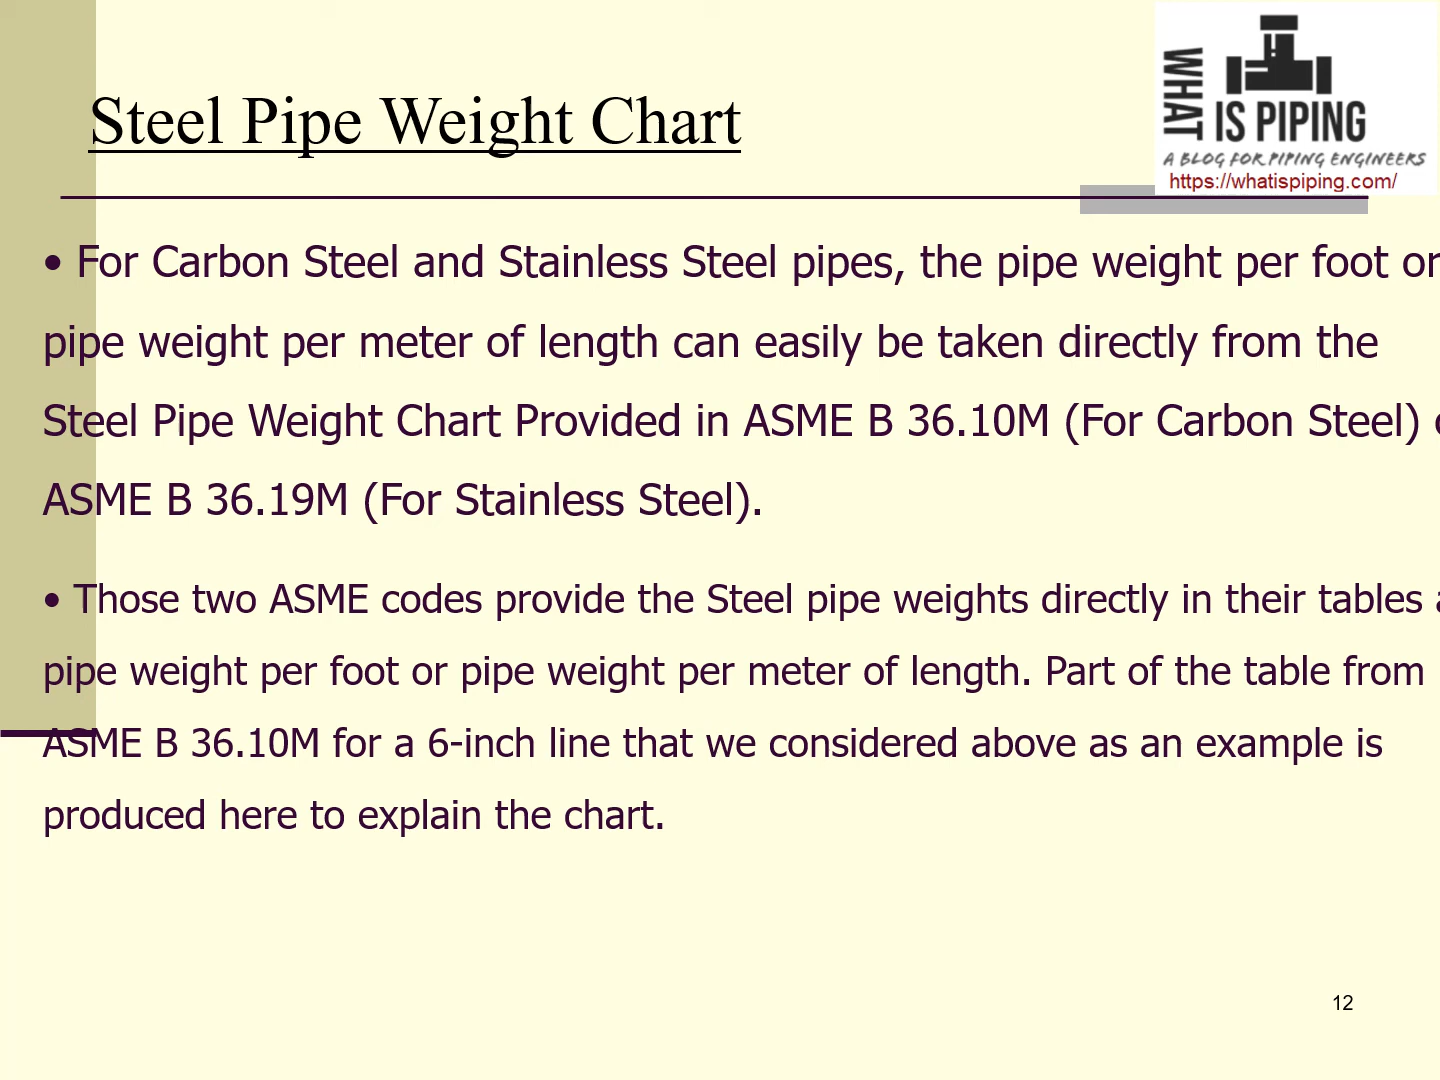 WHAT
IS PIPING
A BLOG FOR PIPING ENGINEERS
https://whatispiping.com/
Steel Pipe Weight Chart
• For Carbon Steel and Stainless Steel pipes, the pipe weight per foot or
pipe weight per meter of length can easily be taken directly from the
Steel Pipe Weight Chart Provided in ASME B 36.10M (For Carbon Steel)
ASME B 36.19M (For Stainless Steel).
• Those two ASME codes provide the Steel pipe weights directly in their tables
pipe weight per foot or pipe weight per meter of length. Part of the table from
ASME B 36.10M for a 6-inch line that we considered above as an example is
produced here to explain the chart.
12